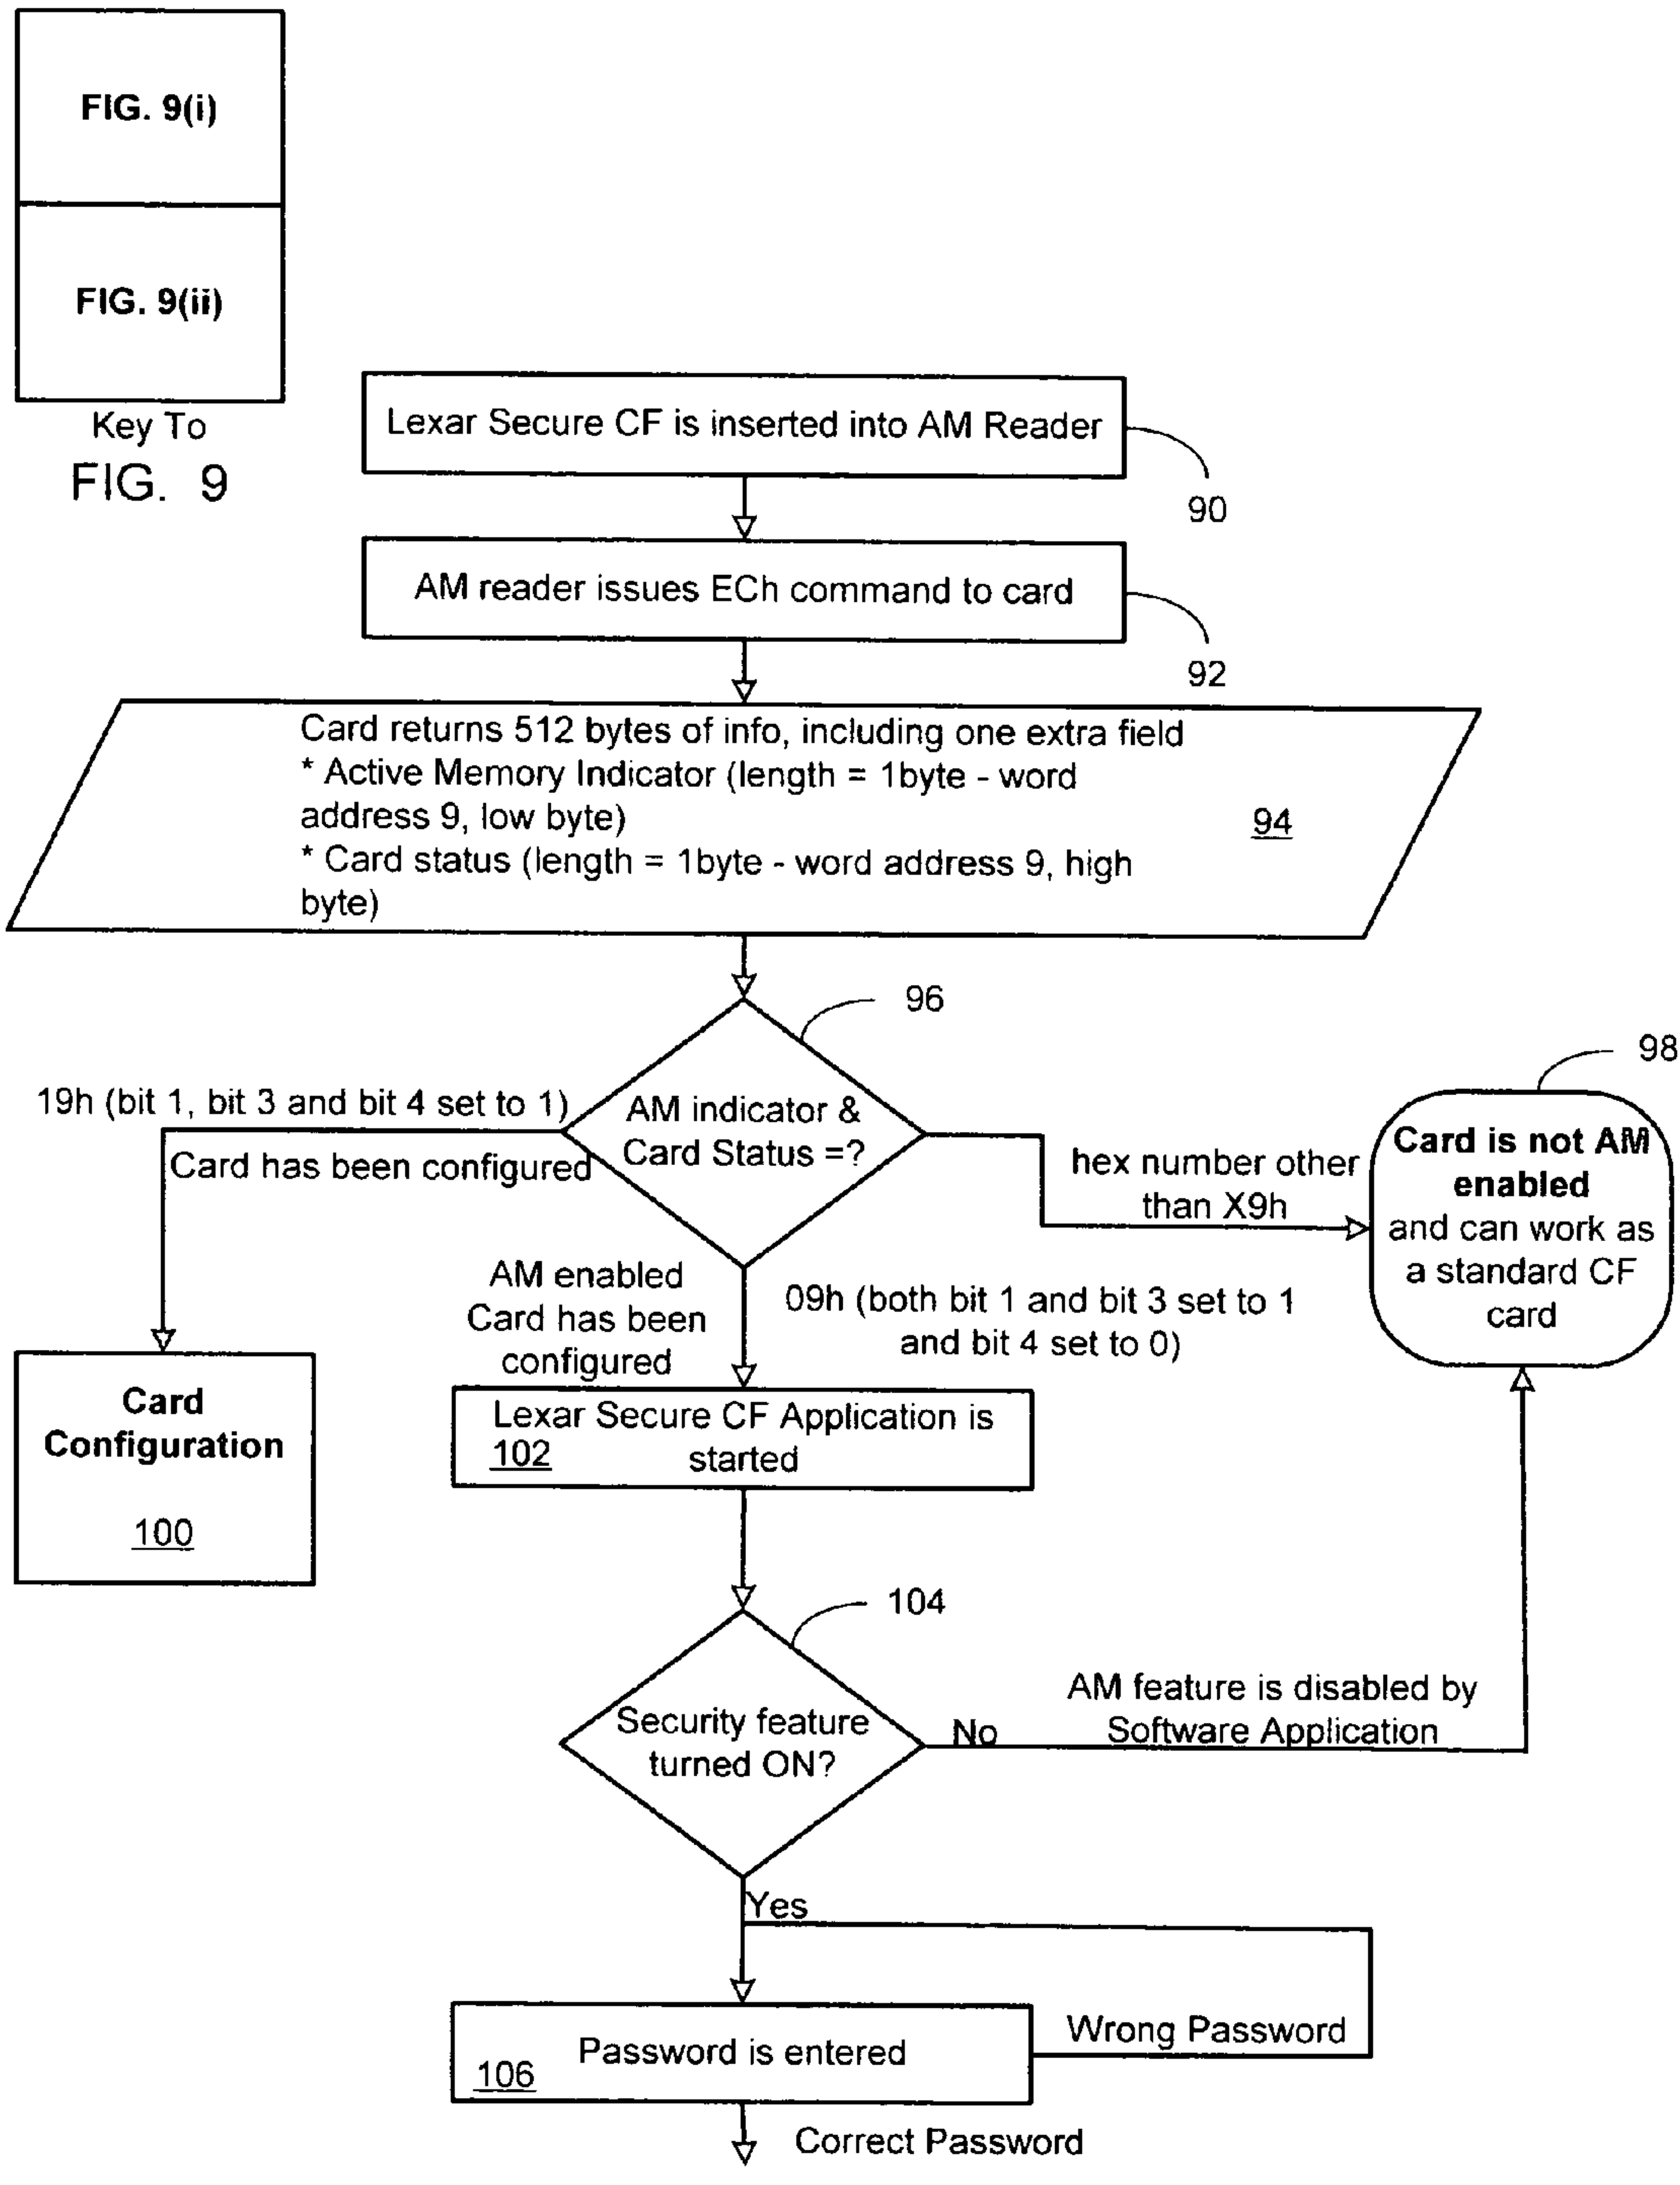 FIG. 9(i)
FIG. 9(ii)
Key To
FIG. 9
Lexar Secure CF is inserted into AM Reader
90
AM reader issues ECh command to card
92
Card returns 512 bytes of info, including one extra field
* Active Memory Indicator (length = 1byte - word
address 9, low byte)
* Card status (length = 1byte - word address 9, high
byte)
94
96
AM indicator &
Card Status =?
19h (bit 1, bit 3 and bit 4 set to 1)
Card has been configured
hex number other
than X9h
98
Card is not AM
enabled
and can work as
a standard CF
card
AM enabled
Card has been
configured
09h (both bit 1 and bit 3 set to 1
and bit 4 set to 0)
Card
Configuration
100
Lexar Secure CF Application is
102 started
104
Security feature
turned ON?
No
AM feature is disabled by
Software Application
Yes
Password is entered
106
Wrong Password
Correct Password